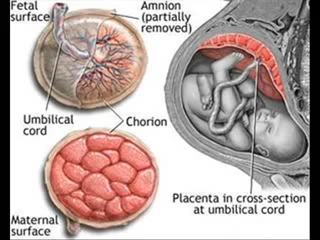 Fetal
surface
Amnion
(partially
removed)
Umbilical
cord
Chorion
Maternal
surface
Placenta in cross-section
at umbilical cord